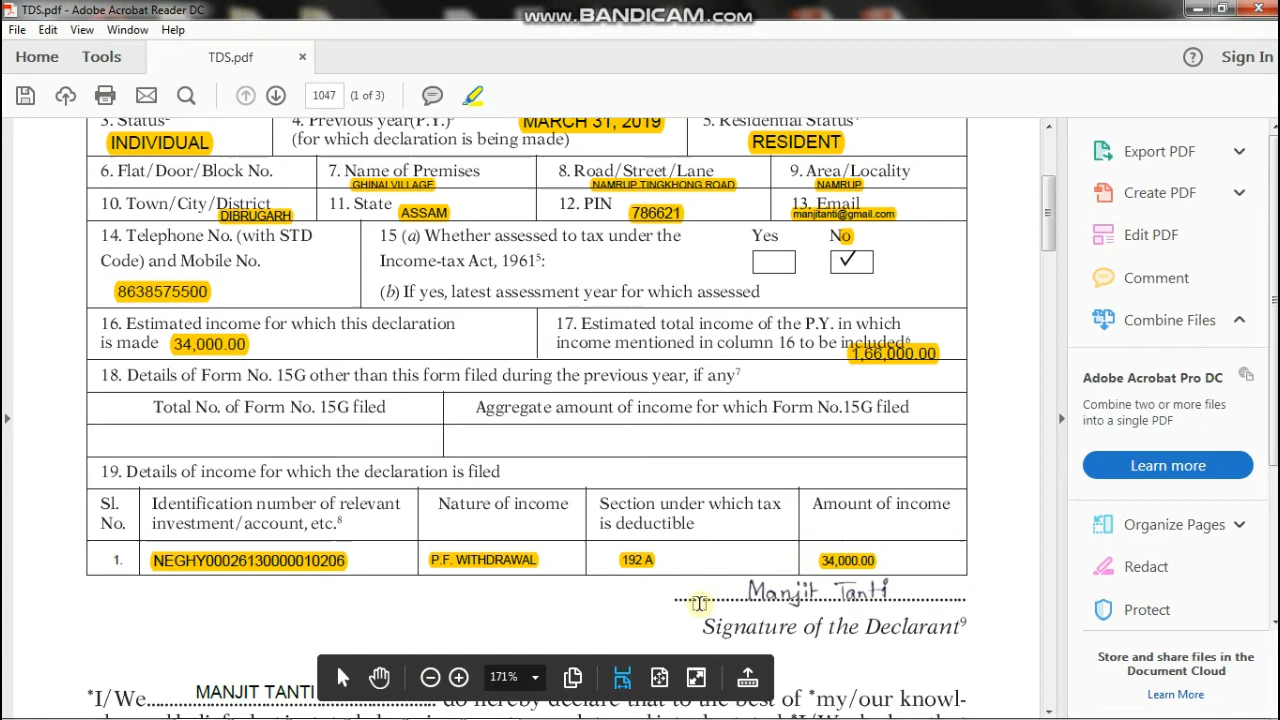 TDS.pdf - Adobe Acrobat Reader DC
www.BANDICAM.com
File Edit View Window Help
Home Tools TDS.pdf × ? Sign In
1047 (1 of 3)
3. Status 4. Previous year(P.Y.) MARCH 31, 2019 5. Residential Status
INDIVIDUAL (for which declaration is being made) RESIDENT
6. Flat/Door/Block No. 7. Name of Premises 8. Road/Street/Lane 9. Area/Locality
GHINAI VILLAGE NAMRUP TINGKHONG ROAD NAMRUP
10. Town/City/District 11. State 12. PIN 13. Email
DIBRUGARH ASSAM 786621 manjitanti@gmail.com
14. Telephone No. (with STD 15 (a) Whether assessed to tax under the Yes No
Code) and Mobile No. Income-tax Act, 1961⁵: ✓
8638575500 (b) If yes, latest assessment year for which assessed
16. Estimated income for which this declaration 17. Estimated total income of the P.Y. in which
is made 34,000.00 income mentioned in column 16 to be included⁶
1,66,000.00
18. Details of Form No. 15G other than this form filed during the previous year, if any⁷
Total No. of Form No. 15G filed Aggregate amount of income for which Form No.15G filed
19. Details of income for which the declaration is filed
Sl. Identification number of relevant Nature of income Section under which tax Amount of income
No. investment/account, etc.⁸ is deductible
1. NEGHY00026130000010206 P.F. WITHDRAWAL 192 A 34,000.00
Manjit Tanti
Signature of the Declarant⁹
171%
*I/We MANJIT TANTI do hereby declare that to the best of *my/our knowl-
Export PDF
Create PDF
Edit PDF
Comment
Combine Files
Adobe Acrobat Pro DC
Combine two or more files
into a single PDF
Learn more
Organize Pages
Redact
Protect
Store and share files in the
Document Cloud
Learn More